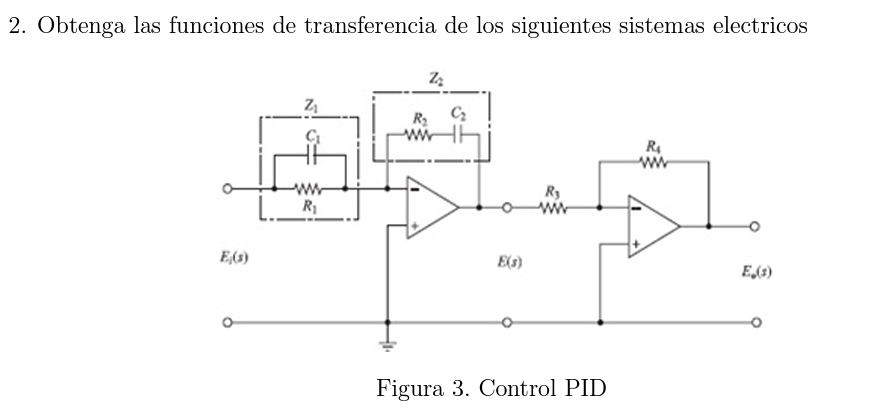 2. Obtenga las funciones de transferencia de los siguientes sistemas electricos
Z₂
Z₁
R₂ C₂
C₁
R₄
R₁
R₃
Eᵢ(s)
E(s)
Eₒ(s)
Figura 3. Control PID